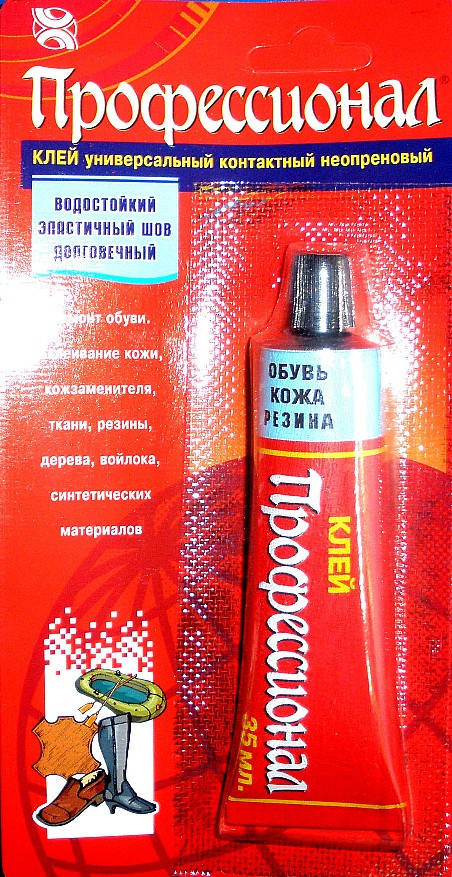 Профессионал®
КЛЕЙ универсальный контактный неопреновый
ВОДОСТОЙКИЙ
ЭЛАСТИЧНЫЙ ШОВ
ДОЛГОВЕЧНЫЙ
обуви.
кожи,
кожзаменителя,
ткани, резины,
дерева, войлока,
синтетических
материалов
ОБУВЬ
КОЖА
РЕЗИНА
КЛЕЙ
Профессионал
35 мл.